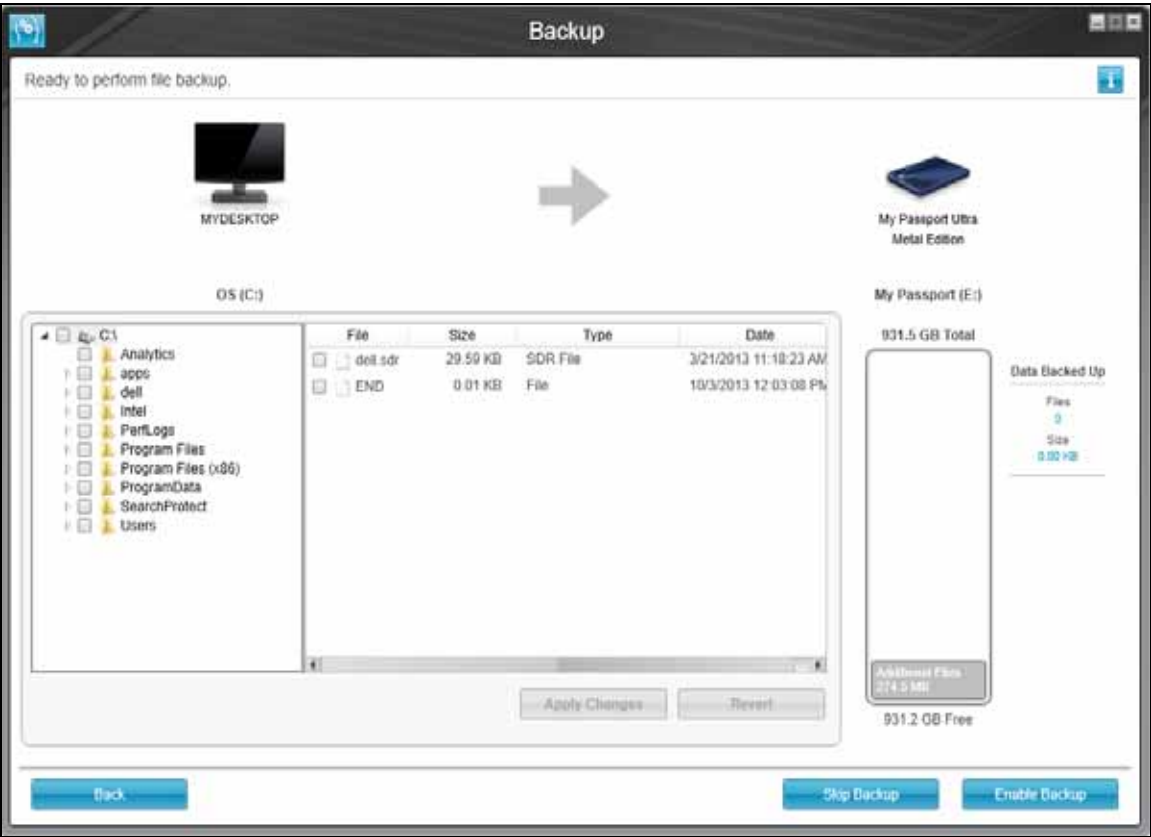 Backup
Ready to perform file backup.
MYDESKTOP
My Passport Ultra
Metal Edition
OS (C:)
My Passport (E:)
C:\
Analytics
apps
dell
Intel
PerfLogs
Program Files
Program Files (x86)
ProgramData
SearchProtect
Users
File Size Type Date
dell.sdr 29.59 KB SDR File 3/21/2013 11:18:23 AM
END 0.01 KB File 10/3/2013 12:03:08 PM
Apply Changes
Revert
931.5 GB Total
Additional Files
274.5 MB
931.2 GB Free
Data Backed Up
Files
0
Size
0.00 KB
Back
Skip Backup
Enable Backup